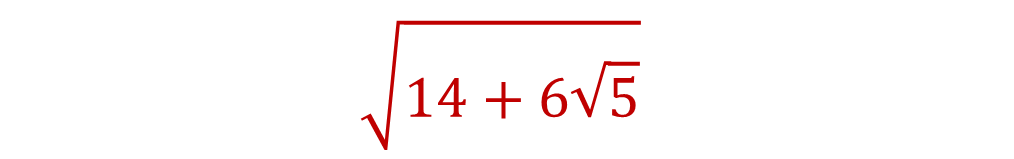 √(14 + 6√5)